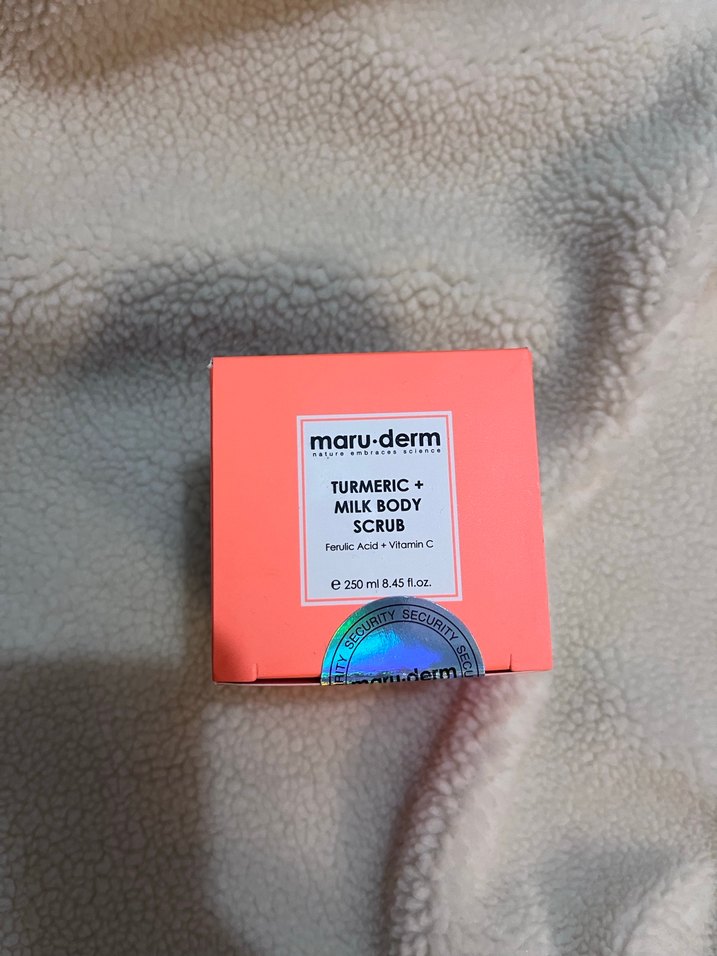 maru·derm
nature embraces science
TURMERIC +
MILK BODY
SCRUB
Ferulic Acid + Vitamin C
℮ 250 ml 8.45 fl.oz.
SECURITY SECURITY
maru·derm